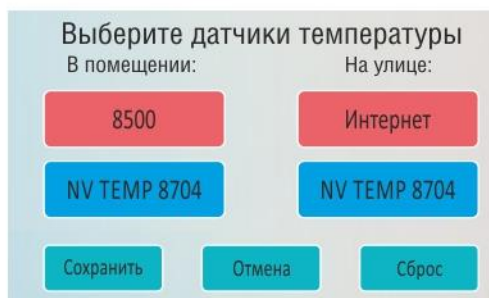 Выберите датчики температуры
В помещении: На улице:
8500 Интернет
NV TEMP 8704 NV TEMP 8704
Сохранить Отмена Сброс